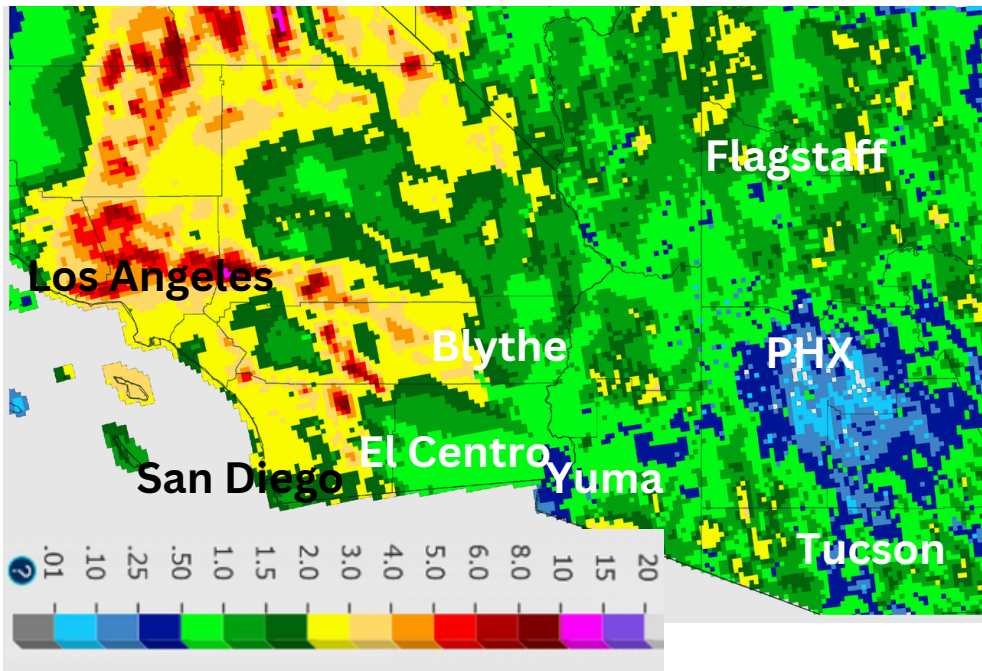 Flagstaff
Los Angeles
Blythe
PHX
El Centro
San Diego
Yuma
Tucson
? .01 .10 .25 .50 1.0 1.5 2.0 3.0 4.0 5.0 6.0 8.0 10 15 20